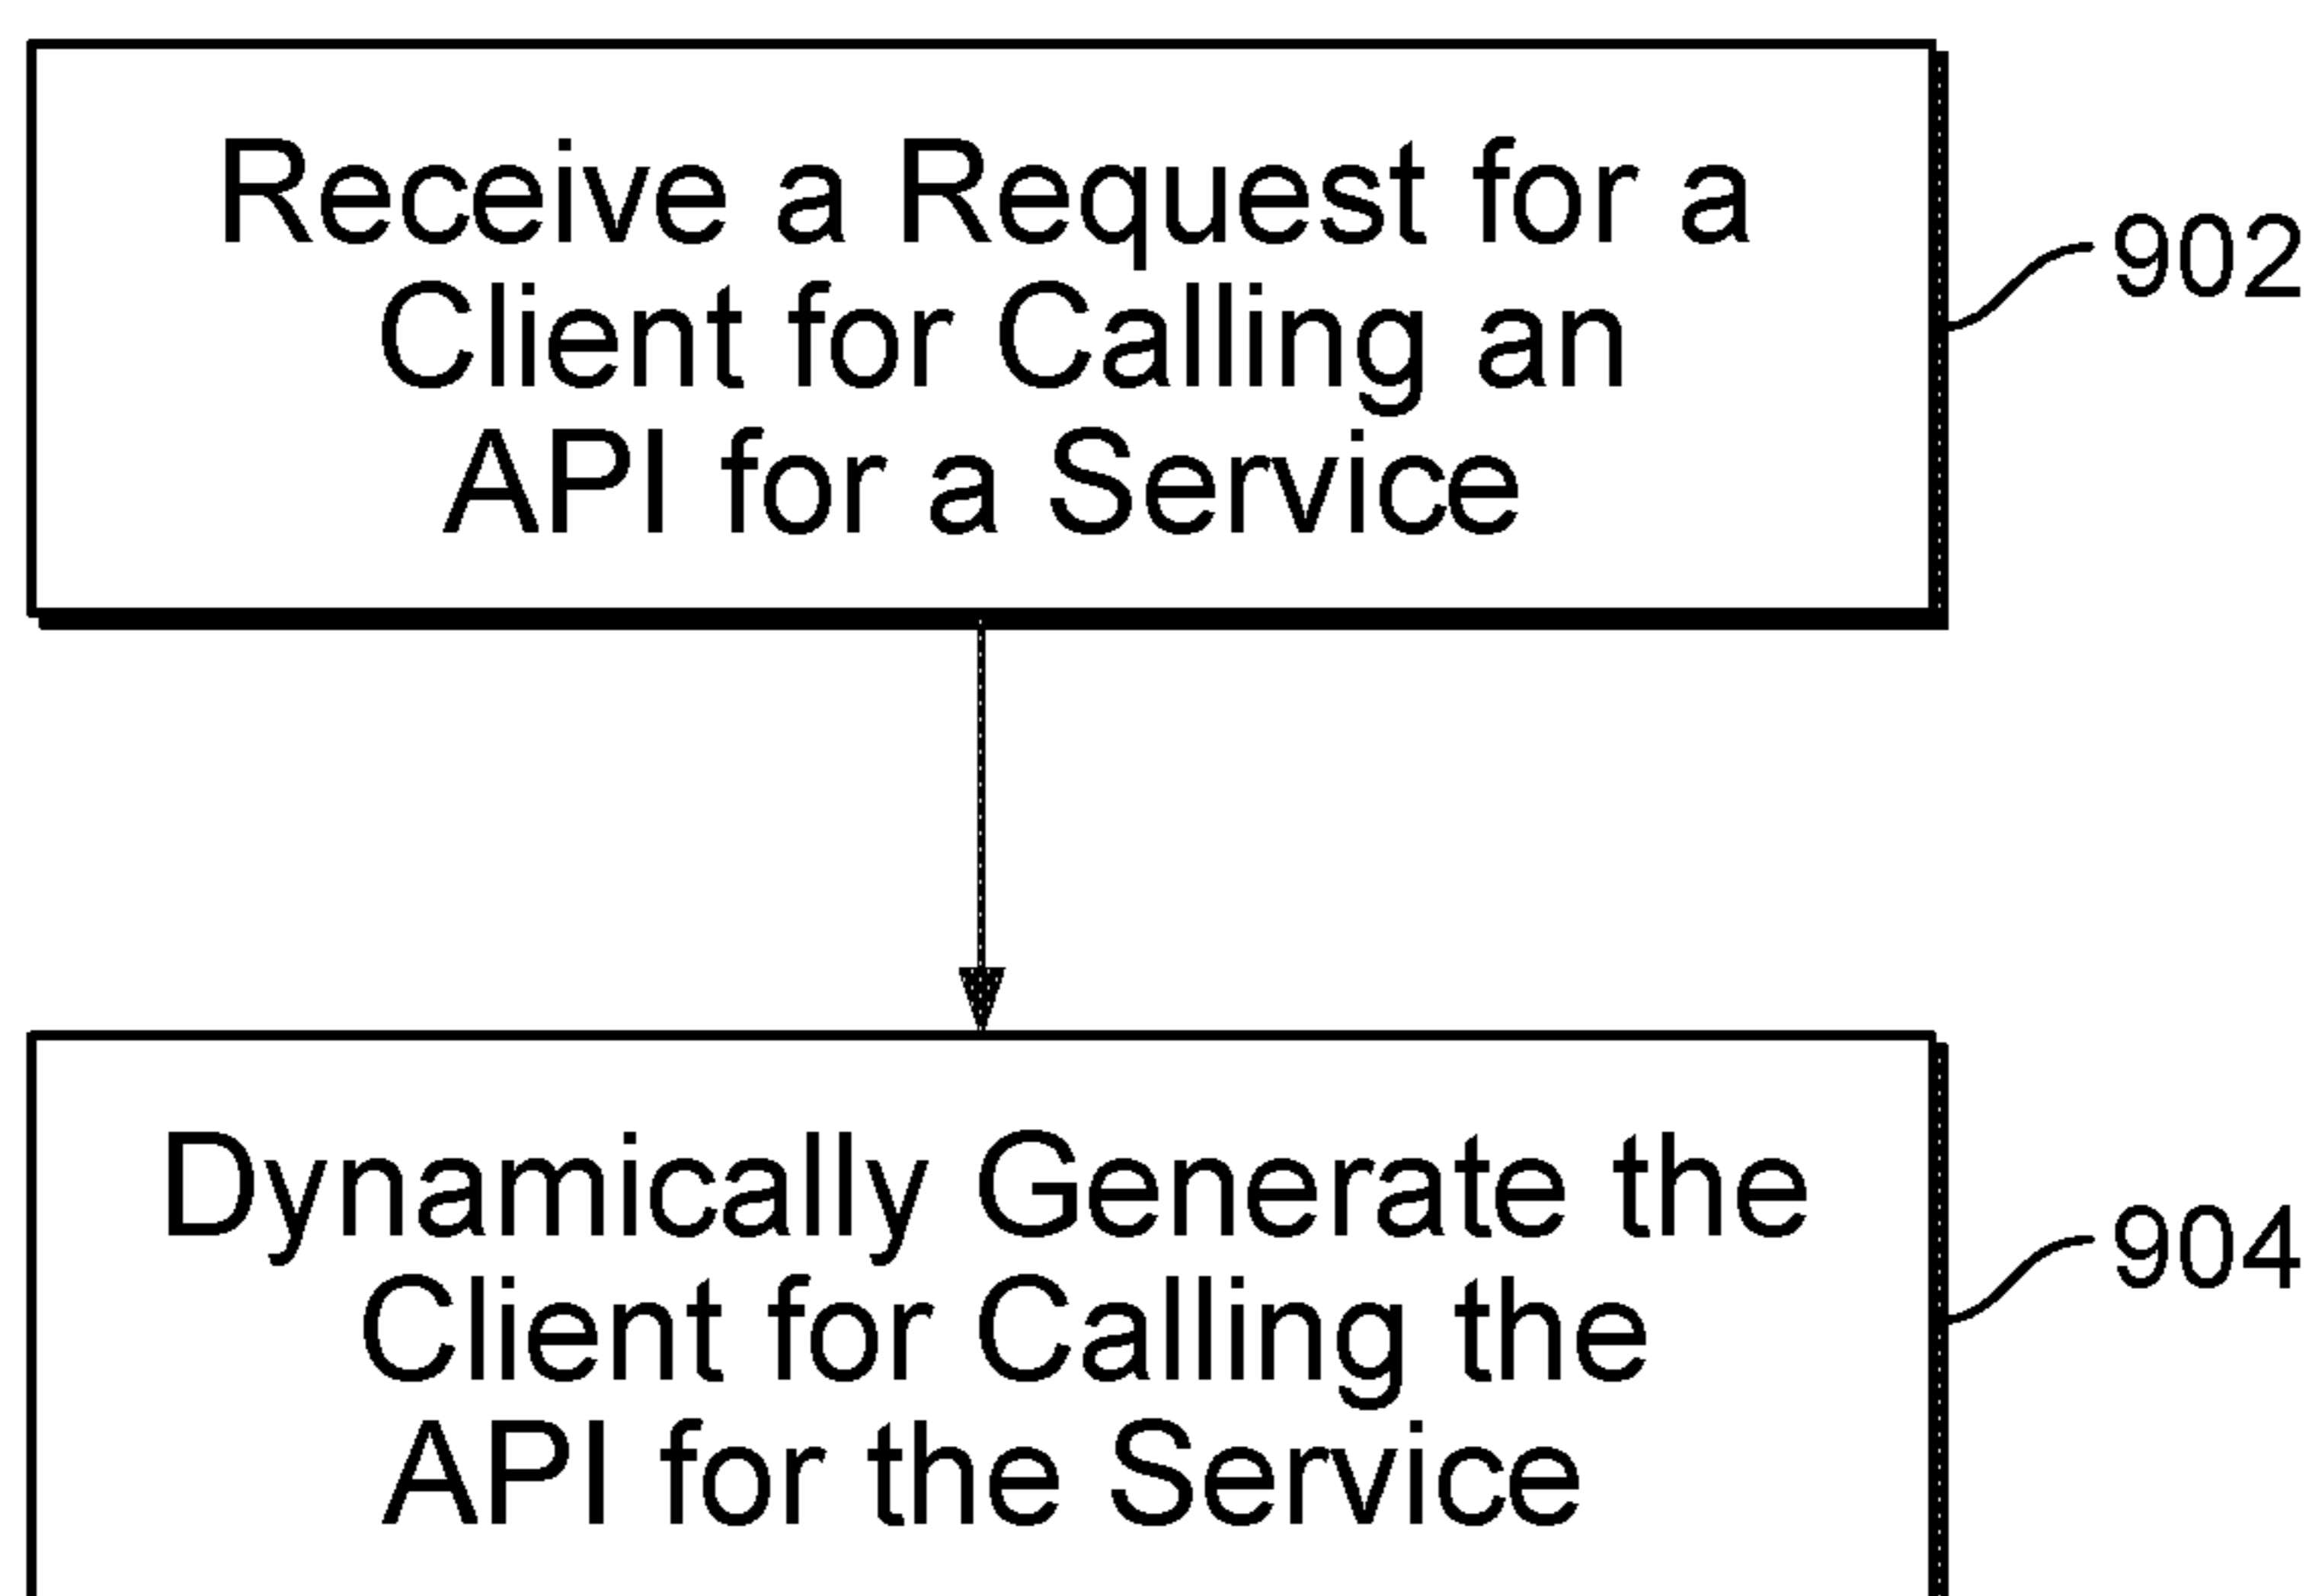 Receive a Request for a
Client for Calling an
API for a Service
902
Dynamically Generate the
Client for Calling the
API for the Service
904